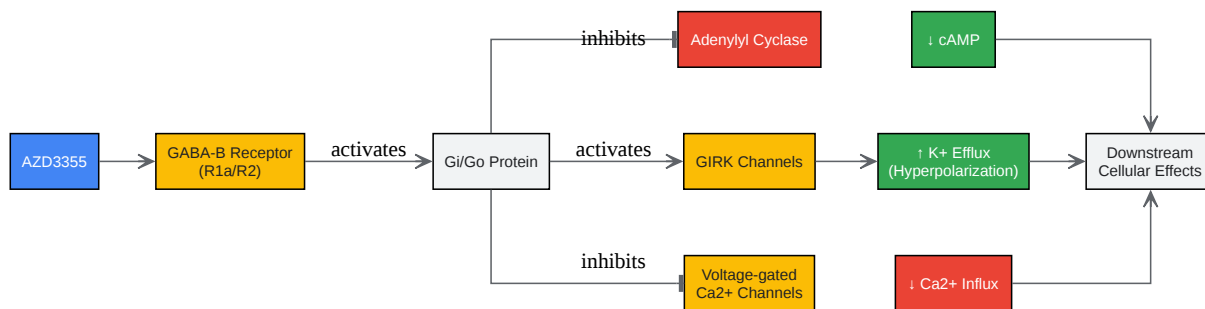 inhibits
Adenylyl Cyclase
↓ cAMP
AZD3355
GABA-B Receptor
(R1a/R2)
activates
Gi/Go Protein
activates
GIRK Channels
↑ K+ Efflux
(Hyperpolarization)
Downstream
Cellular Effects
inhibits
Voltage-gated
Ca2+ Channels
↓ Ca2+ Influx